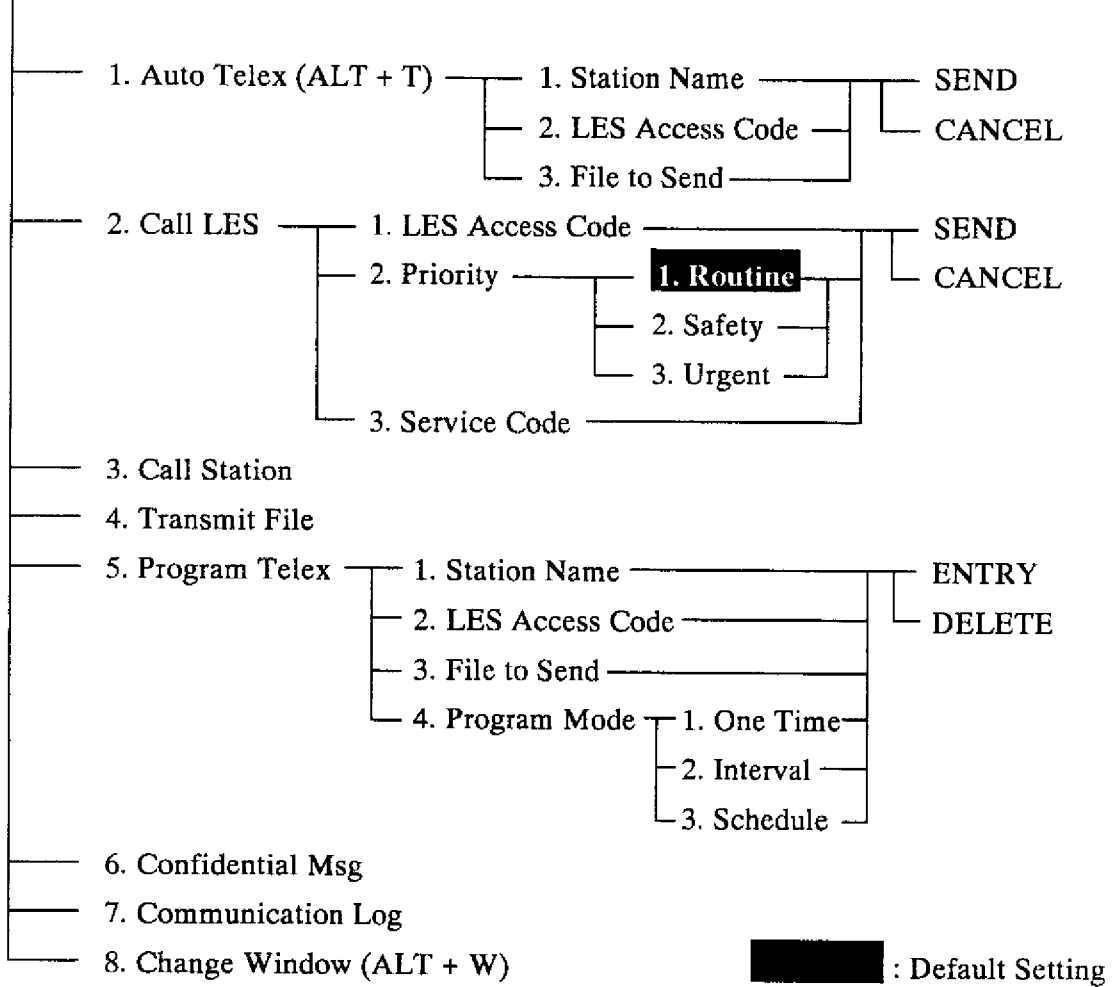 1. Auto Telex (ALT + T) 1. Station Name SEND
2. LES Access Code CANCEL
3. File to Send
2. Call LES 1. LES Access Code SEND
2. Priority 1. Routine CANCEL
2. Safety
3. Urgent
3. Service Code
3. Call Station
4. Transmit File
5. Program Telex 1. Station Name ENTRY
2. LES Access Code DELETE
3. File to Send
4. Program Mode 1. One Time
2. Interval
3. Schedule
6. Confidential Msg
7. Communication Log
8. Change Window (ALT + W) : Default Setting